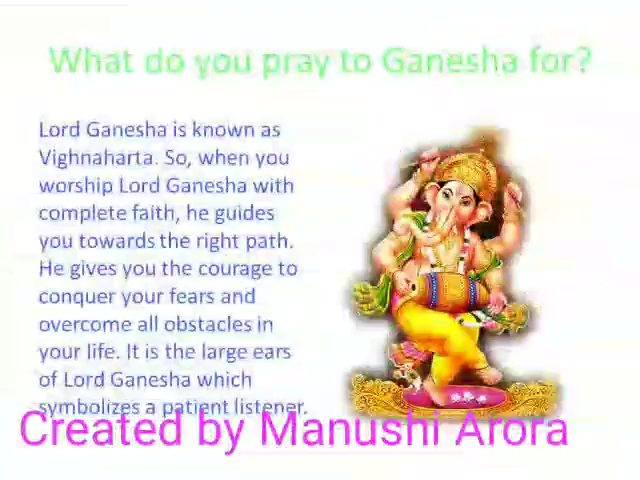 What do you pray to Ganesha for?
Lord Ganesha is known as
Vighnaharta. So, when you
worship Lord Ganesha with
complete faith, he guides
you towards the right path.
He gives you the courage to
conquer your fears and
overcome all obstacles in
your life. It is the large ears
of Lord Ganesha which
symbolizes a patient listener.
Created by Manushi Arora